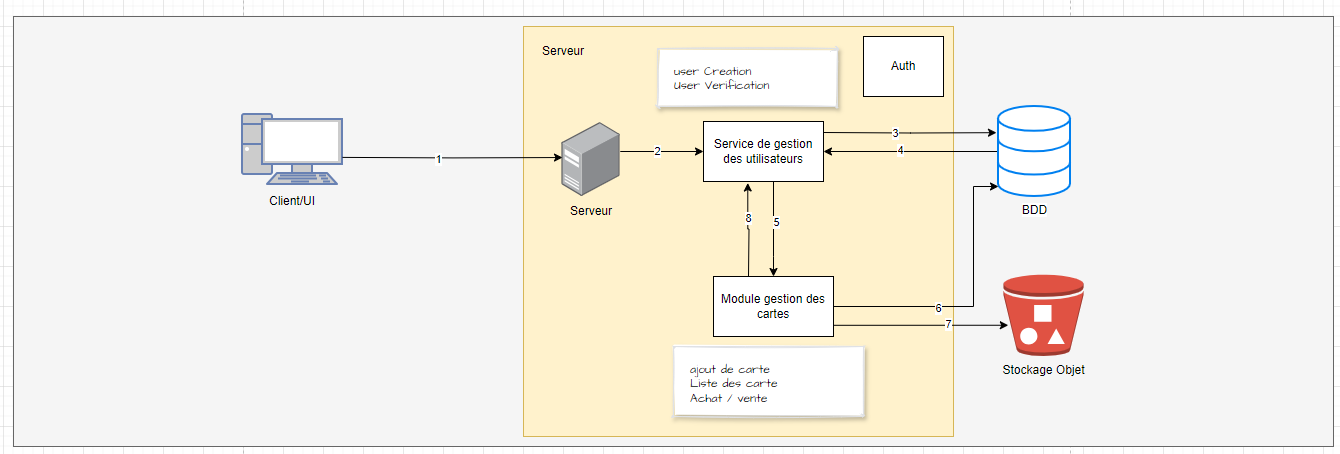 Serveur
user Creation
User Verification
Auth
Client/UI
1
Serveur
2
Service de gestion
des utilisateurs
3
4
BDD
8
5
Module gestion des
cartes
6
7
Stockage Objet
ajout de carte
Liste des carte
Achat / vente